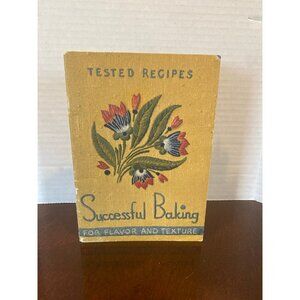 TESTED RECIPES
Successful Baking
FOR FLAVOR AND TEXTURE